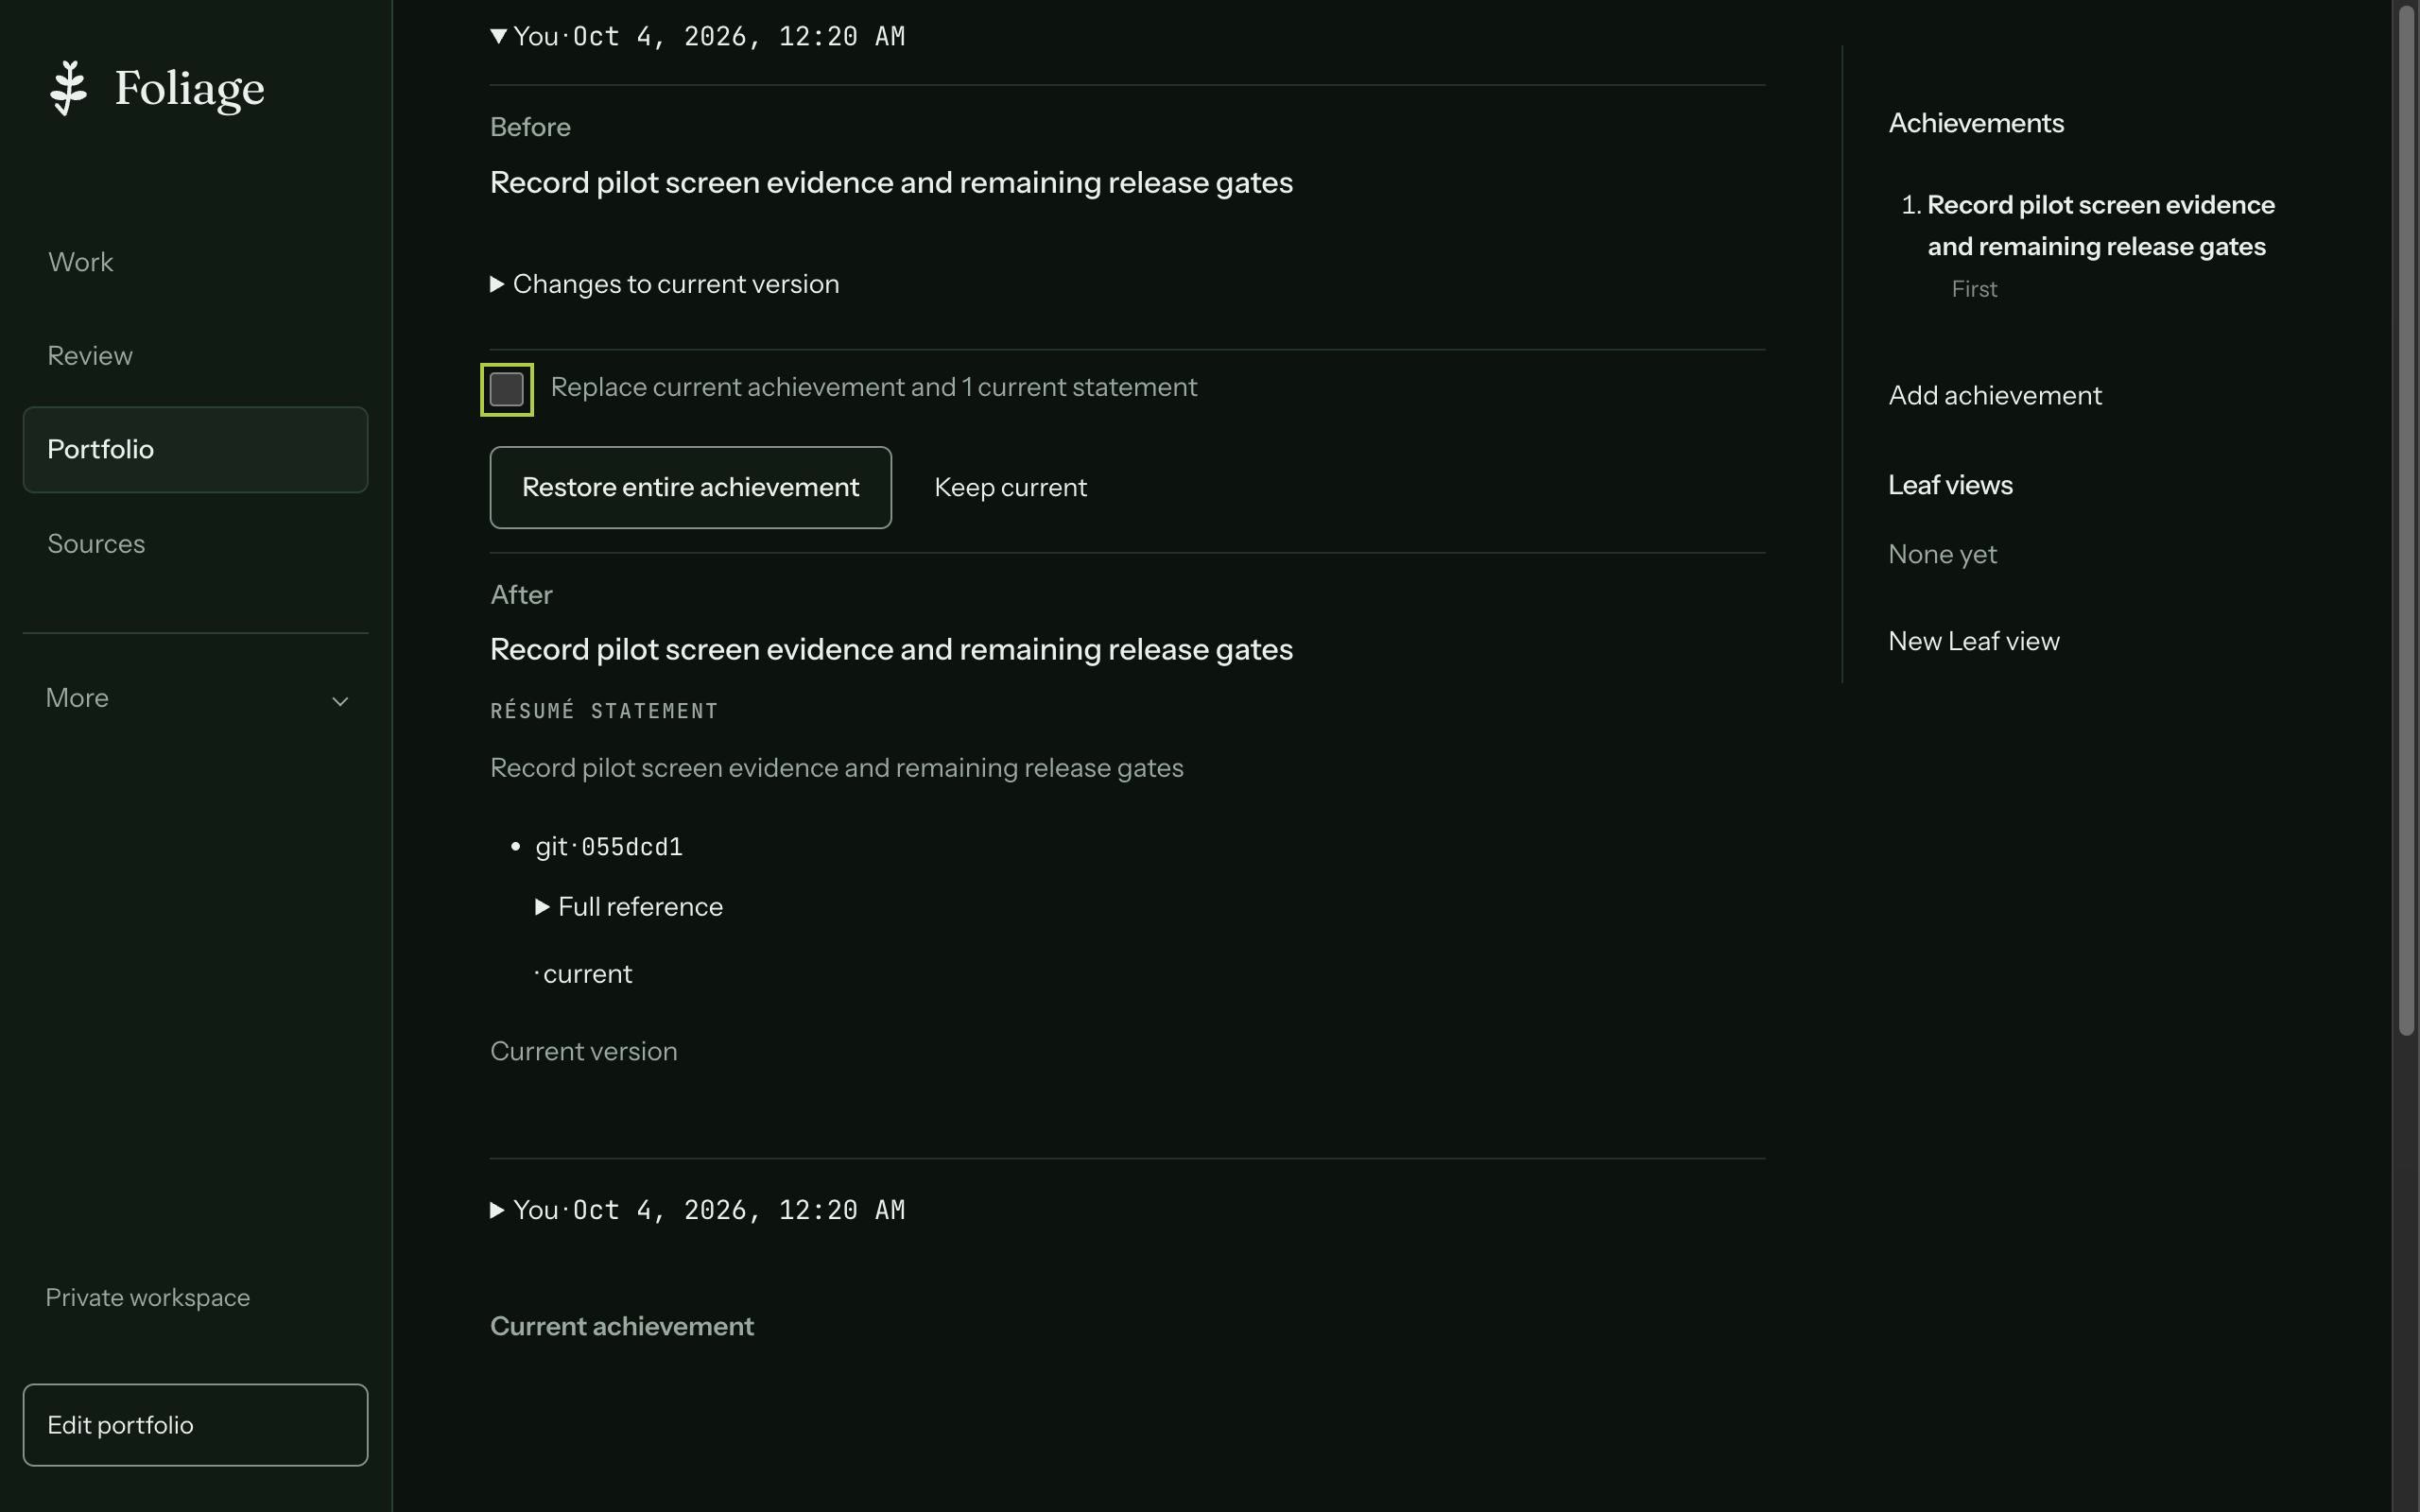 Foliage
Work
Review
Portfolio
Sources
More
Private workspace
Edit portfolio
You·Oct 4, 2026, 12:20 AM
Before
Record pilot screen evidence and remaining release gates
Changes to current version
Replace current achievement and 1 current statement
Restore entire achievement
Keep current
After
Record pilot screen evidence and remaining release gates
RÉSUMÉ STATEMENT
Record pilot screen evidence and remaining release gates
• git·055dcd1
Full reference
·current
Current version
You·Oct 4, 2026, 12:20 AM
Current achievement
Achievements
1. Record pilot screen evidence
and remaining release gates
First
Add achievement
Leaf views
None yet
New Leaf view